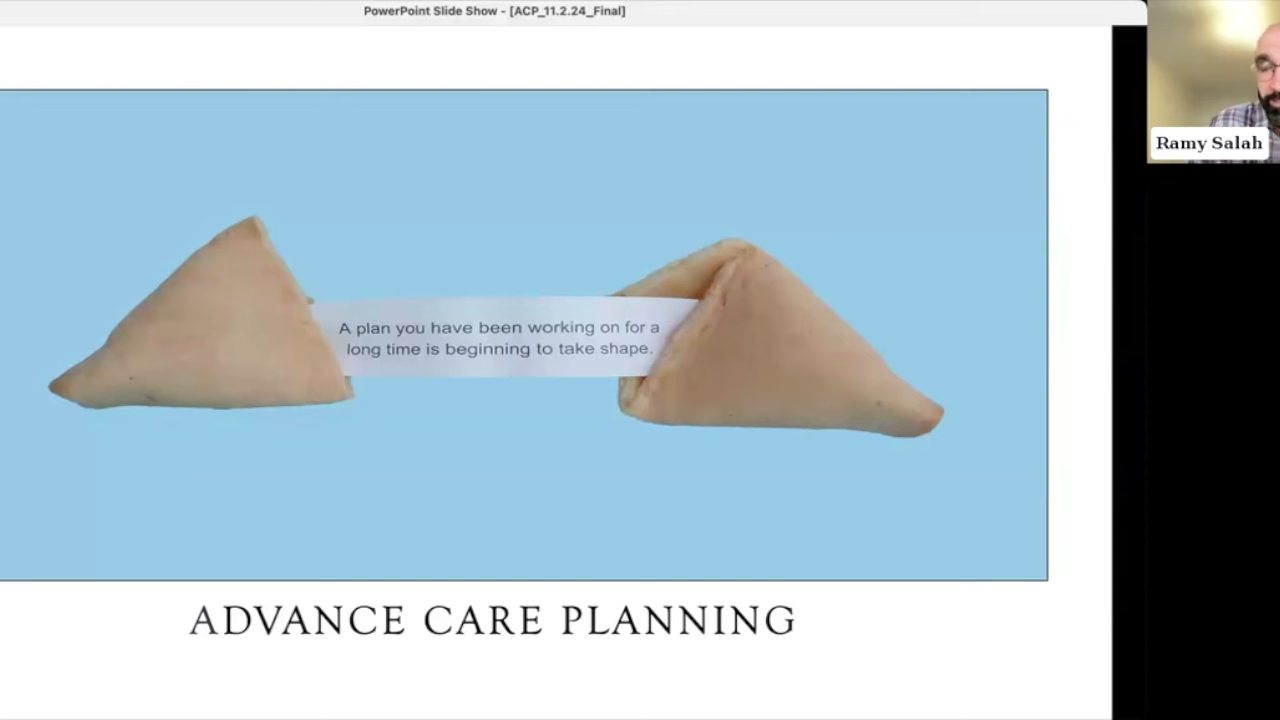 PowerPoint Slide Show - [ACP_11.2.24_Final]
Ramy Salah
A plan you have been working on for a
long time is beginning to take shape.
ADVANCE CARE PLANNING